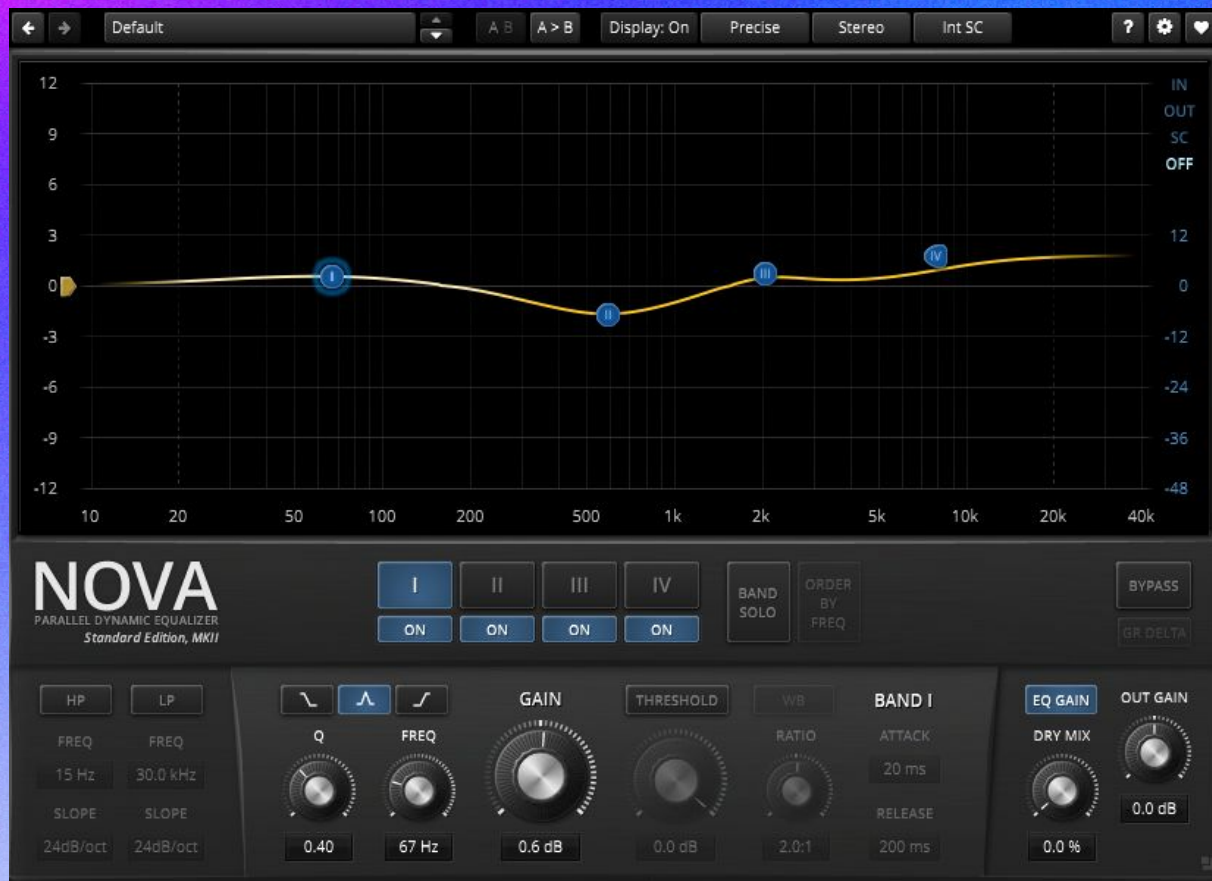 Default
A B
A > B
Display: On
Precise
Stereo
Int SC
?
12
9
6
3
0
-3
-6
-9
-12
IN
OUT
SC
OFF
12
0
-12
-24
-36
-48
I
II
III
IV
10 20 50 100 200 500 1k 2k 5k 10k 20k 40k
NOVA
PARALLEL DYNAMIC EQUALIZER
Standard Edition, MKII
I II III IV
ON ON ON ON
BAND
SOLO
ORDER
BY
FREQ
BYPASS
GR DELTA
HP LP
FREQ FREQ
15 Hz 30.0 kHz
SLOPE SLOPE
24dB/oct 24dB/oct
Q
0.40
FREQ
67 Hz
GAIN
0.6 dB
THRESHOLD
0.0 dB
WB
RATIO
2.0:1
BAND I
ATTACK
20 ms
RELEASE
200 ms
EQ GAIN
DRY MIX
0.0 %
OUT GAIN
0.0 dB